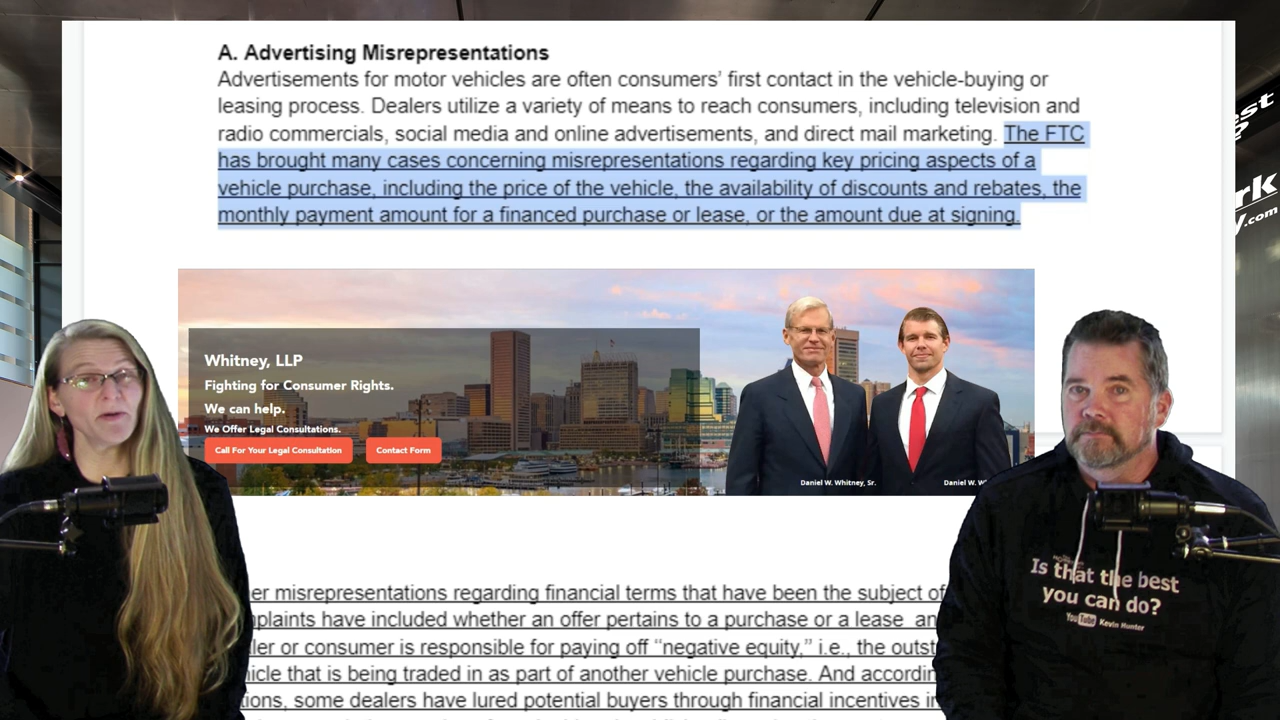 A. Advertising Misrepresentations
Advertisements for motor vehicles are often consumers’ first contact in the vehicle-buying or
leasing process. Dealers utilize a variety of means to reach consumers, including television and
radio commercials, social media and online advertisements, and direct mail marketing. The FTC
has brought many cases concerning misrepresentations regarding key pricing aspects of a
vehicle purchase, including the price of the vehicle, the availability of discounts and rebates, the
monthly payment amount for a financed purchase or lease, or the amount due at signing.
Whitney, LLP
Fighting for Consumer Rights.
We can help.
We Offer Legal Consultations.
Call For Your Legal Consultation
Contact Form
Daniel W. Whitney, Sr.
Daniel W.
misrepresentations regarding financial terms that have been the subject of
have included whether an offer pertains to a purchase or a lease
or consumer is responsible for paying off “negative equity,” i.e., the
that is being traded in as part of another vehicle purchase. And
some dealers have lured potential buyers through financial incentives
Is that the best
you can do?
YouTube Kevin Hunter
.com